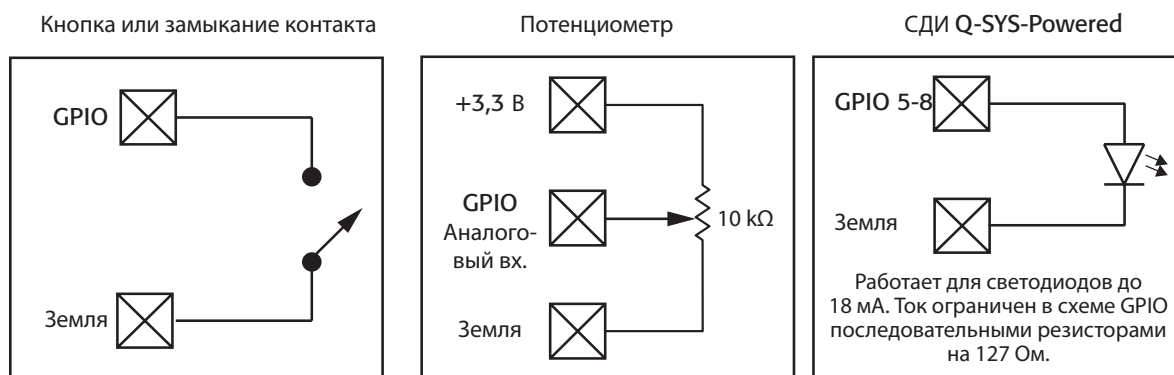 Кнопка или замыкание контакта
GPIO
Земля
Потенциометр
+3,3 В
GPIO
Аналого-
вый вх.
10 kΩ
Земля
СДИ Q-SYS-Powered
GPIO 5-8
Земля
Работает для светодиодов до
18 мА. Ток ограничен в схеме GPIO
последовательными резисторами
на 127 Ом.